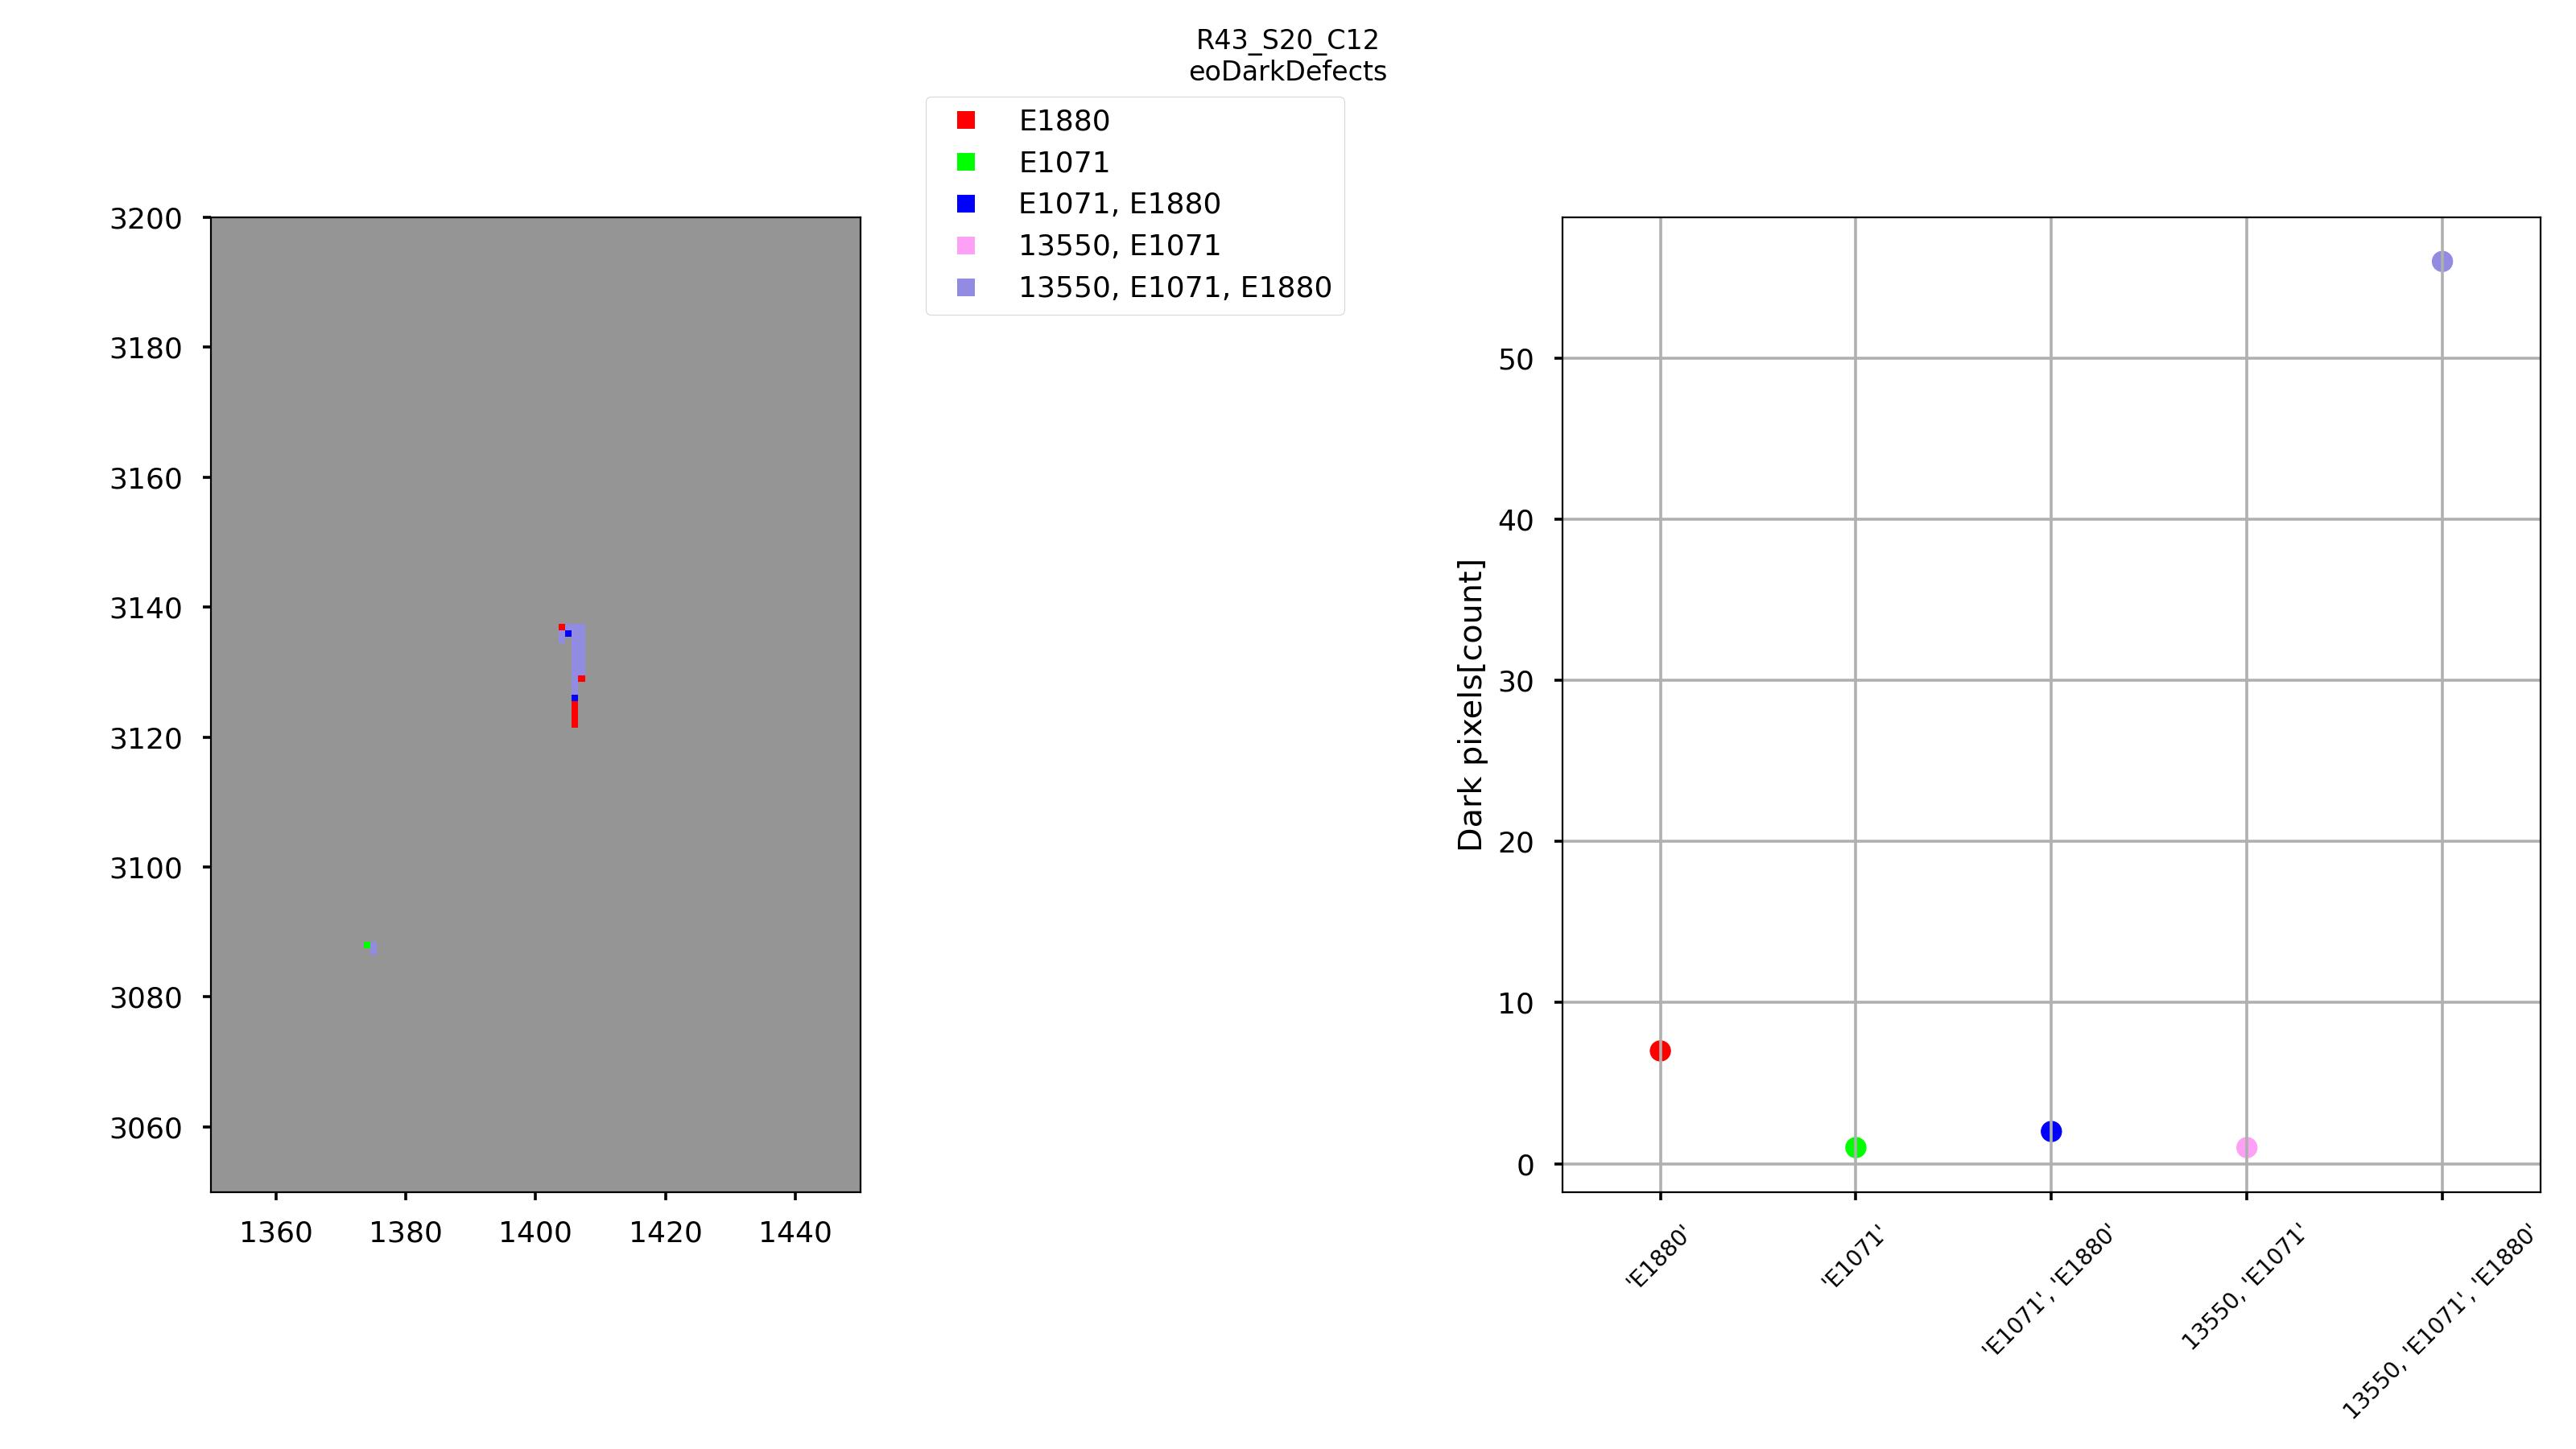 R43_S20_C12
eoDarkDefects
E1880
E1071
E1071, E1880
13550, E1071
13550, E1071, E1880
3200
3180
3160
3140
3120
3100
3080
3060
1360 1380 1400 1420 1440
Dark pixels[count]
50
40
30
20
10
0
'E1880'
'E1071'
'E1071', 'E1880'
13550, 'E1071'
13550, 'E1071', 'E1880'